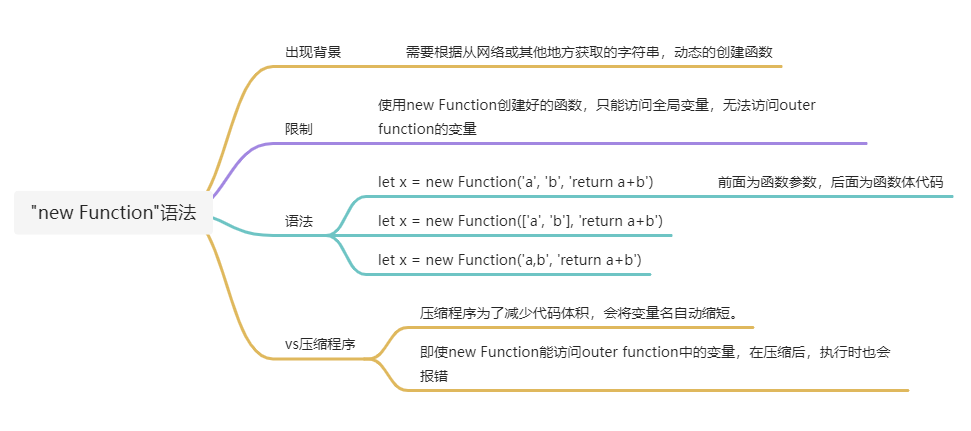 "new Function"语法
出现背景
需要根据从网络或其他地方获取的字符串，动态的创建函数
限制
使用new Function创建好的函数，只能访问全局变量，无法访问outer
function的变量
语法
let x = new Function('a', 'b', 'return a+b')
前面为函数参数，后面为函数体代码
let x = new Function(['a', 'b'], 'return a+b')
let x = new Function('a,b', 'return a+b')
vs压缩程序
压缩程序为了减少代码体积，会将变量名自动缩短。
即使new Function能访问outer function中的变量，在压缩后，执行时也会
报错